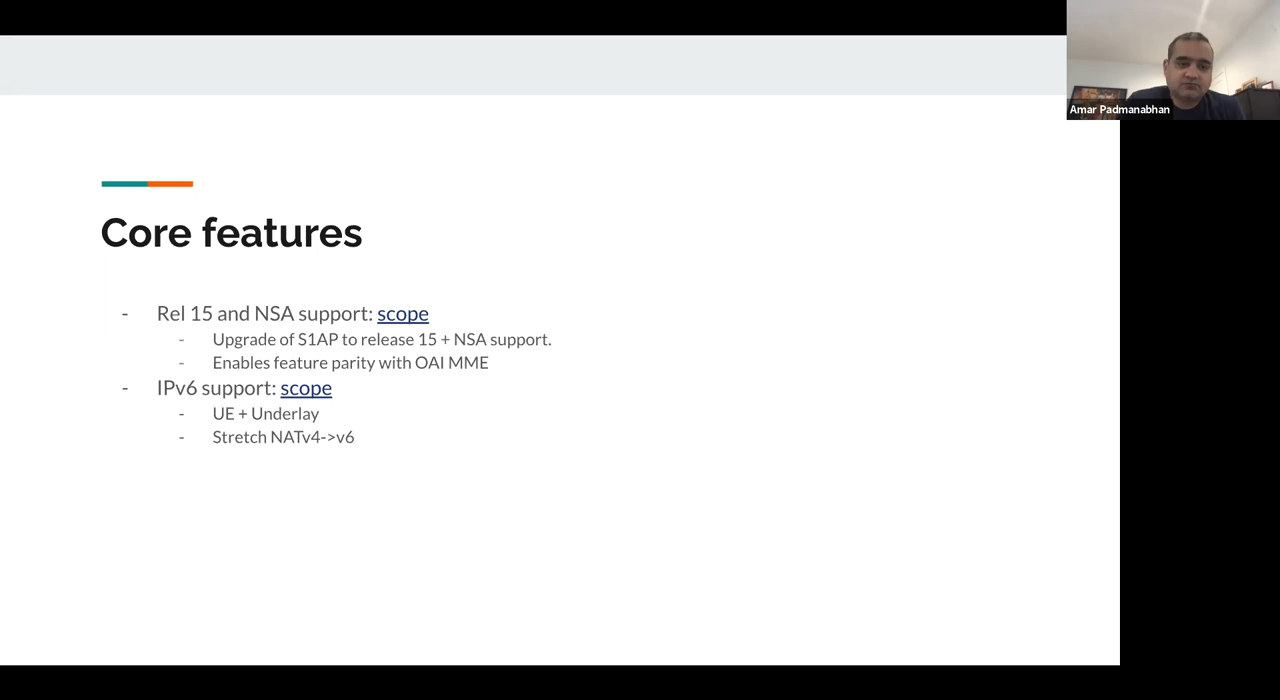 Amar Padmanabhan
Core features
- Rel 15 and NSA support: scope
- Upgrade of S1AP to release 15 + NSA support.
- Enables feature parity with OAI MME
- IPv6 support: scope
- UE + Underlay
- Stretch NATv4->v6